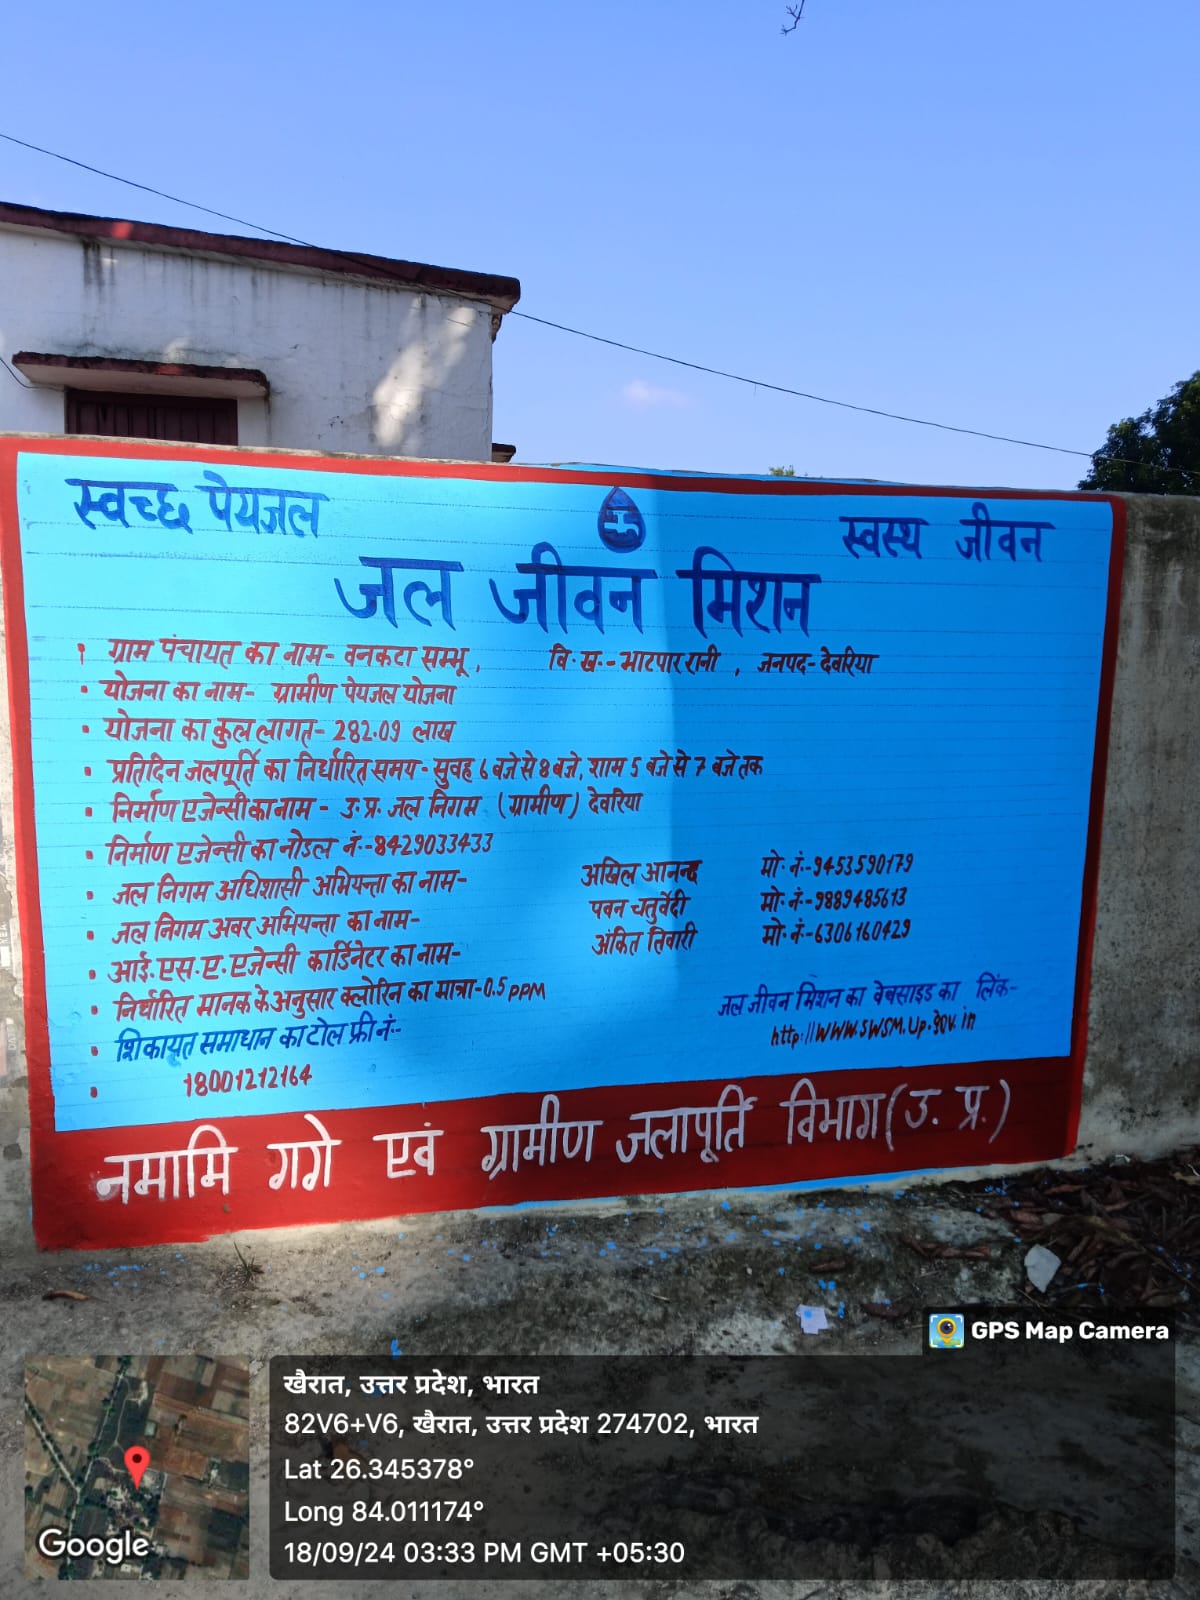 स्वच्छ पेयजल
स्वस्थ जीवन
जल जीवन मिशन
ग्राम पंचायत का नाम- वनकटा सम्भू, वि.ख.-भाटपार रानी, जनपद-देवरिया
योजना का नाम- ग्रामीण पेयजल योजना
योजना का कुल लागत- 282.09 लाख
प्रतिदिन जलपूर्ति का निर्धारित समय- सुवह 6 बजे से 8 बजे, शाम 5 बजे से 7 बजे तक
निर्माण एजेन्सी का नाम - उ.प्र. जल निगम (ग्रामीण) देवरिया
निर्माण एजेन्सी का नोडल नं.-8429033433
जल निगम अधिशासी अभियन्ता का नाम- अखिल आनन्द मो.नं.-9453590179
जल निगम अवर अभियन्ता का नाम- पवन चतुर्वेदी मो.नं.-9889485613
आई.एस.ए.एजेन्सी कार्डिनेटर का नाम- अंकित तिवारी मो.नं.-6306160429
निर्धारित मानक के अनुसार क्लोरिन का मात्रा-0.5 PPM
शिकायत समाधान का टोल फ्री नं.-
18001212164
जल जीवन मिशन का वेबसाइड का लिंक-
http://WWW.SWSM.Up.gov.in
नमामि गगे एवं ग्रामीण जलापूर्ति विभाग (उ. प्र.)
GPS Map Camera
खैरात, उत्तर प्रदेश, भारत
82V6+V6, खैरात, उत्तर प्रदेश 274702, भारत
Lat 26.345378°
Long 84.011174°
18/09/24 03:33 PM GMT +05:30
Google